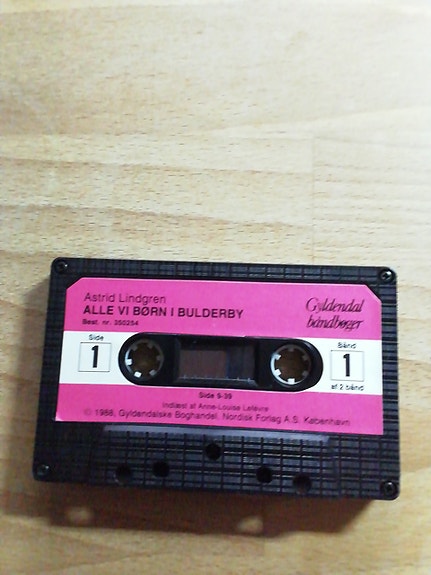 Astrid Lindgren
ALLE VI BØRN I BULDERBY
Best. nr. 350254
Gyldendal
båndbøger
Side
1
Bånd
1
af 2 bånd
Side 5-39
Indlæst af Anne-Louise Lefèvre
© 1988, Gyldendalske Boghandel, Nordisk Forlag A.S. København